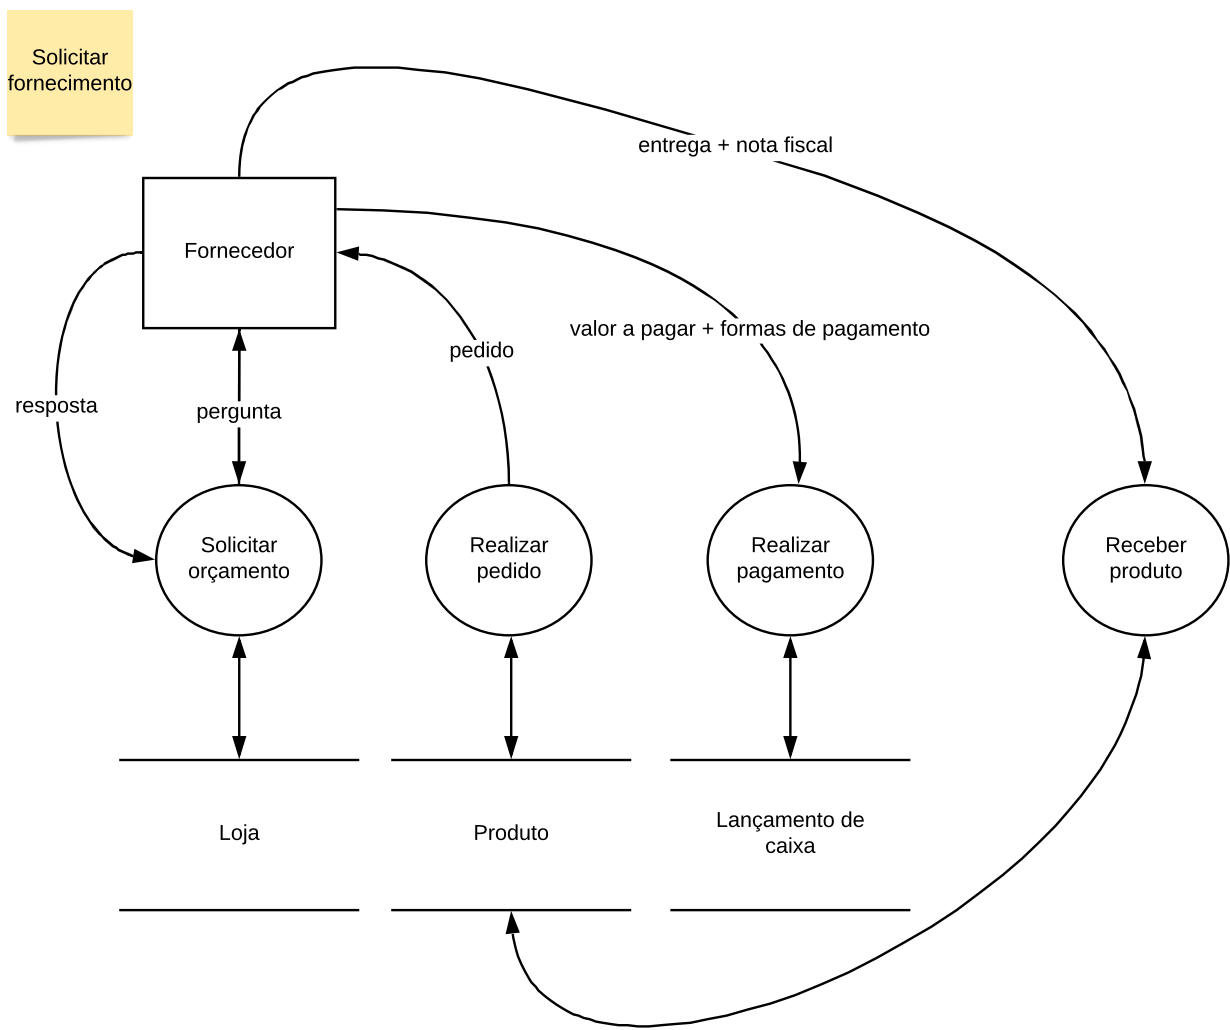 Solicitar
fornecimento
entrega + nota fiscal
Fornecedor
valor a pagar + formas de pagamento
pedido
resposta
pergunta
Solicitar
orçamento
Realizar
pedido
Realizar
pagamento
Receber
produto
Loja
Produto
Lançamento de
caixa